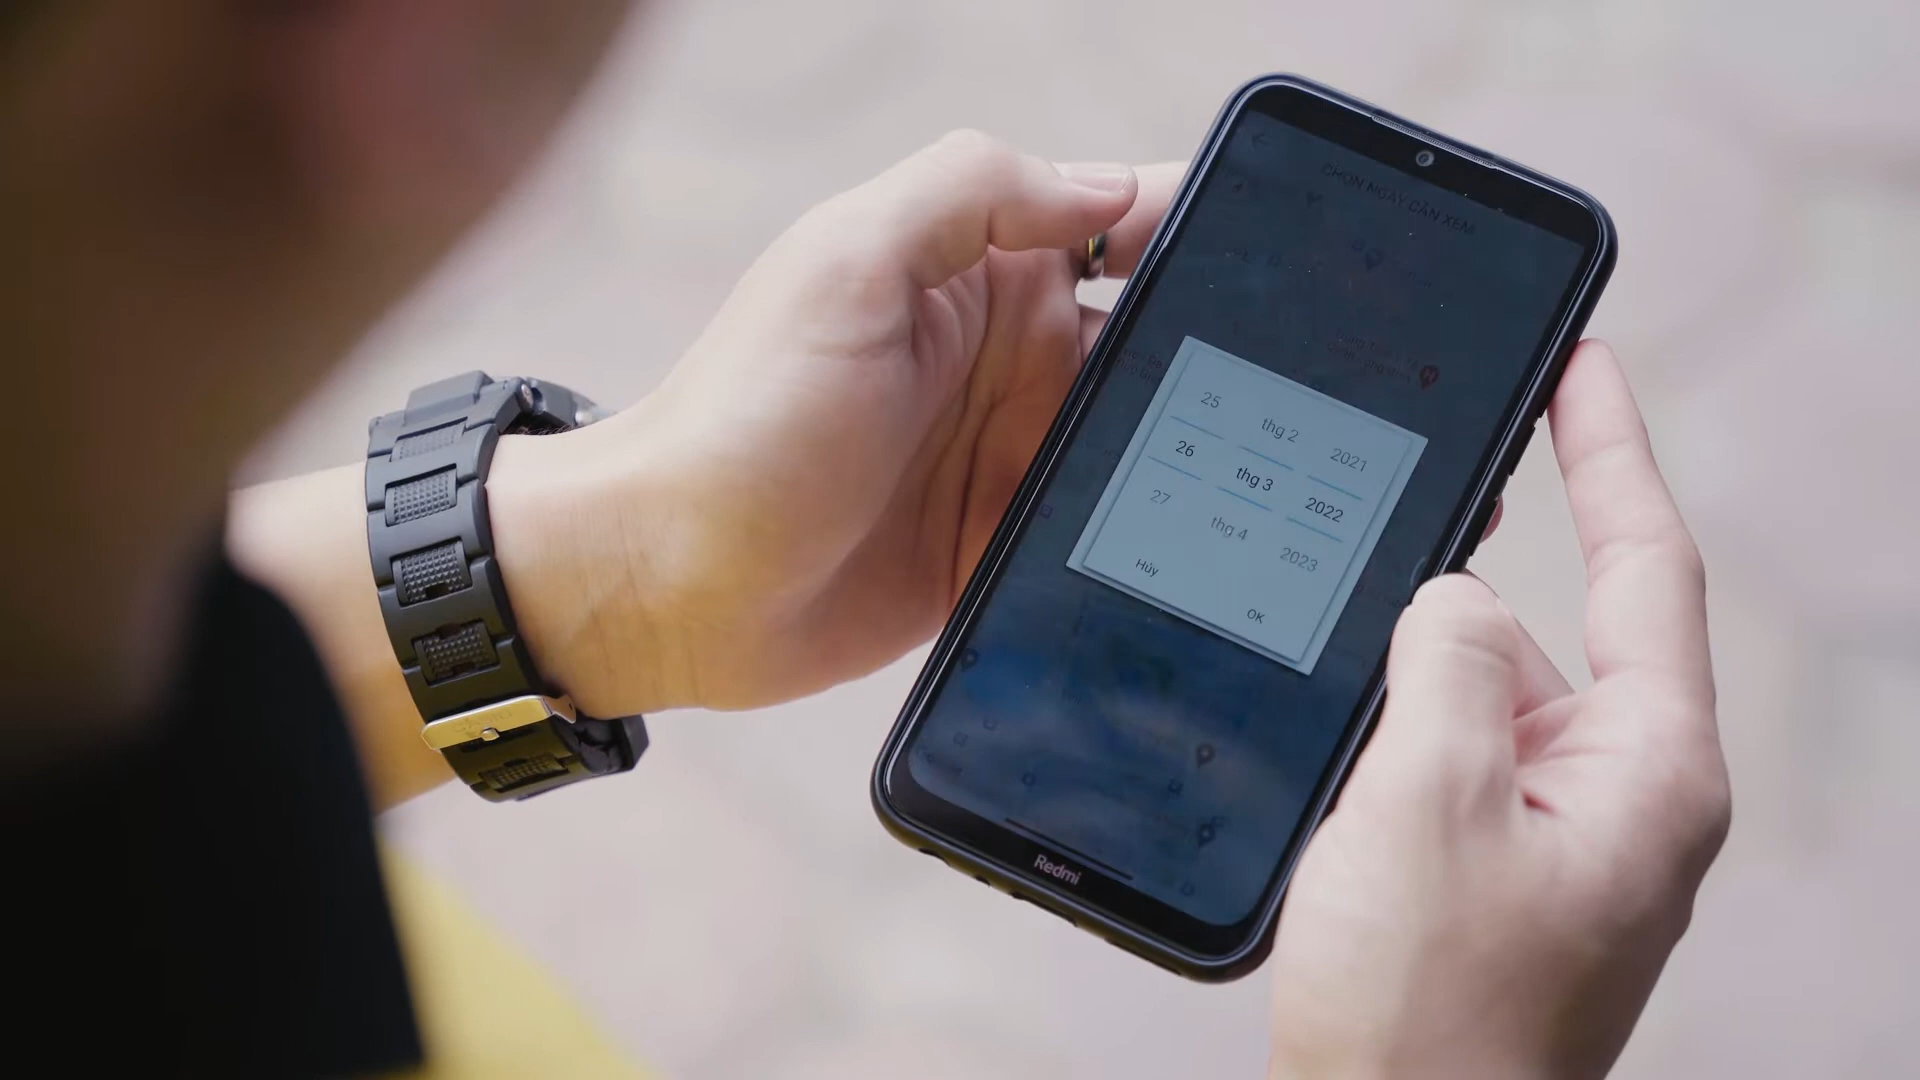 CHỌN NGÀY CẦN XEM
25 thg 2 2021
26 thg 3 2022
27 thg 4 2023
Hủy OK
Redmi